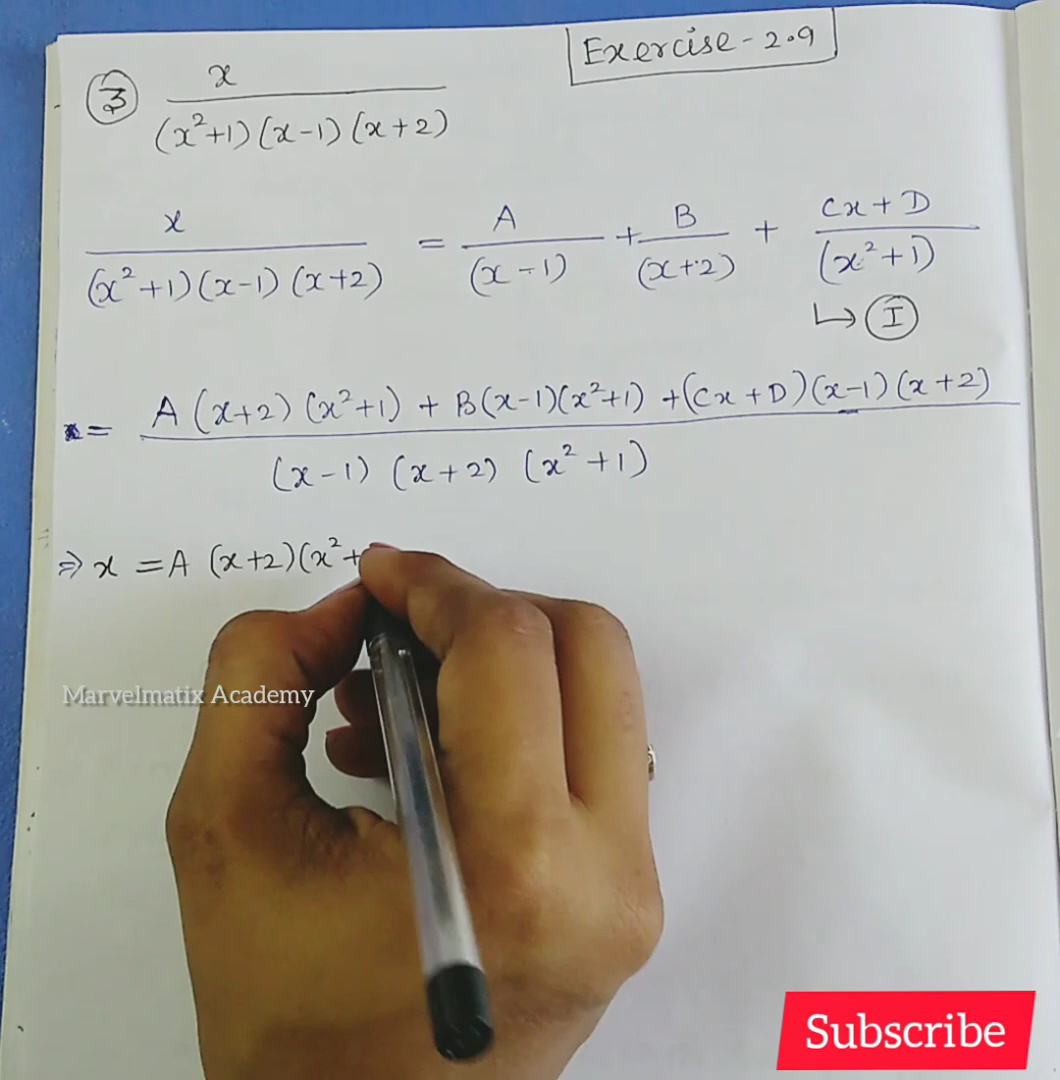 Exercise - 2.9
③ x / (x²+1)(x-1)(x+2)
x / (x²+1)(x-1)(x+2) = A / (x-1) + B / (x+2) + Cx+D / (x²+1)
↳ Ⓘ
= A(x+2)(x²+1) + B(x-1)(x²+1) + (Cx+D)(x-1)(x+2) / (x-1)(x+2)(x²+1)
⇒ x = A(x+2)(x²+
Marvelmatix Academy
Subscribe